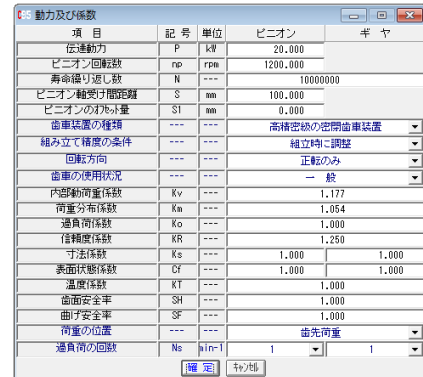 動力及び係数
項 目 記 号 単位 ピニオン ギ ヤ
伝達動力 P kW 20.000
ピニオン回転数 np rpm 1200.000
寿命繰り返し数 N --- 10000000
ピニオン軸受け間距離 S mm 100.000
ピニオンのオフセット量 S1 mm 0.000
歯車装置の種類 --- --- 高精密級の密閉歯車装置
組み立て精度の条件 --- --- 組立時に調整
回転方向 --- --- 正転のみ
歯車の使用状況 --- --- 一 般
内部動荷重係数 Kv --- 1.177
荷重分布係数 Km --- 1.054
過負荷係数 Ko --- 1.000
信頼度係数 KR --- 1.250
寸法係数 Ks --- 1.000 1.000
表面状態係数 Cf --- 1.000 1.000
温度係数 KT --- 1.000
歯面安全率 SH --- 1.000
曲げ安全率 SF --- 1.000
荷重の位置 --- --- 歯先荷重
過負荷の回数 Ns min-1 1 1
確 定 キャンセル